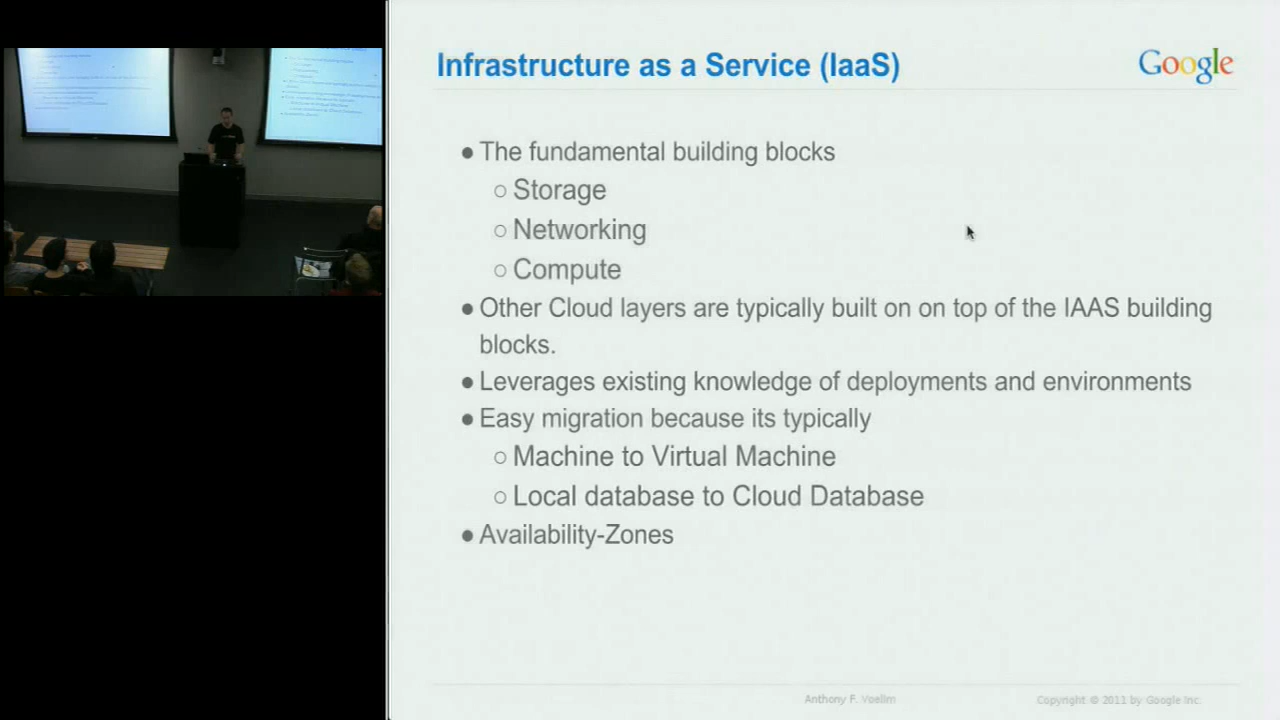 Infrastructure as a Service (IaaS)
Google
● The fundamental building blocks
○ Storage
○ Networking
○ Compute
● Other Cloud layers are typically built on on top of the IAAS building
blocks.
● Leverages existing knowledge of deployments and environments
● Easy migration because its typically
○ Machine to Virtual Machine
○ Local database to Cloud Database
● Availability-Zones
Anthony F. Voellm
Copyright © 2011 by Google Inc.